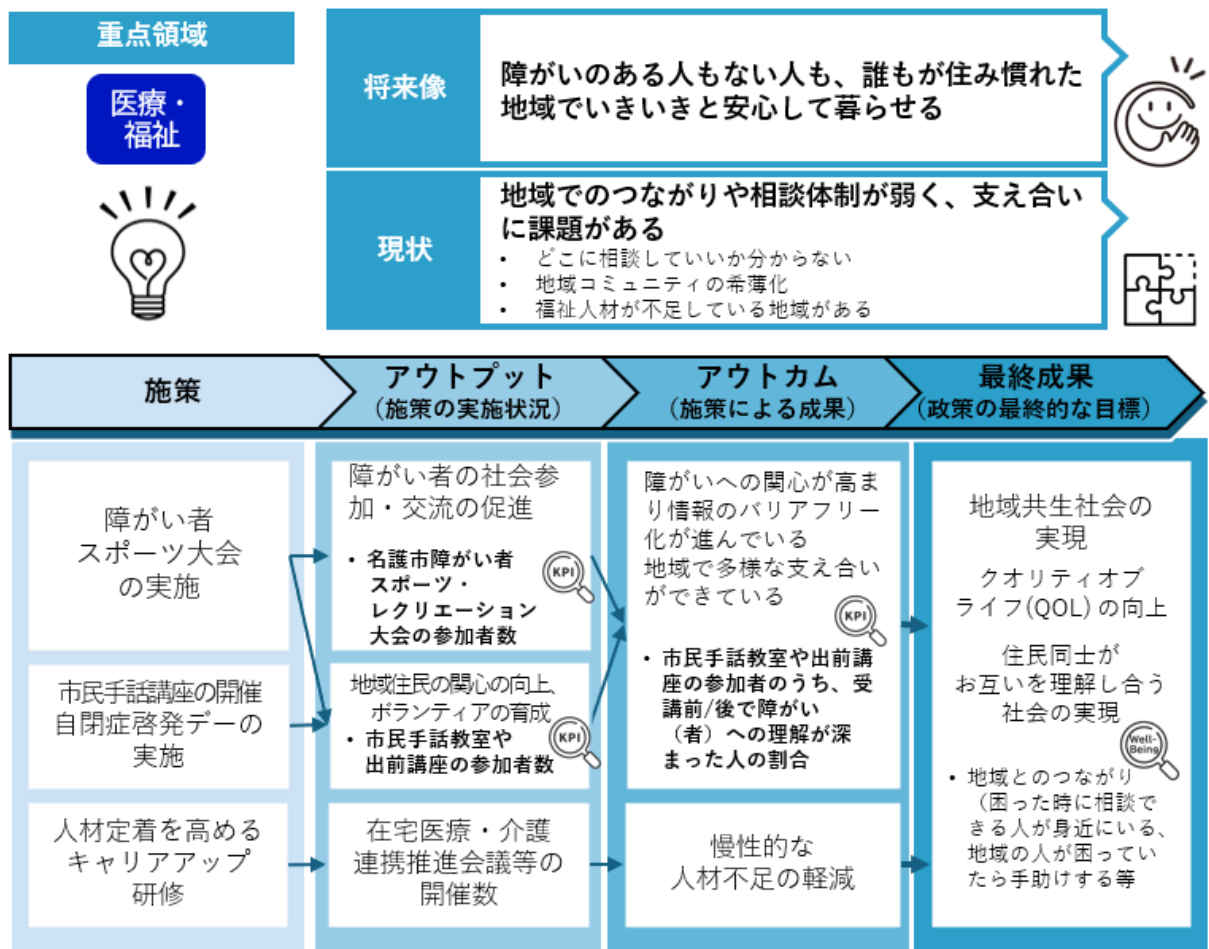 重点領域
医療・
福祉
将来像
障がいのある人もない人も、誰もが住み慣れた
地域でいきいきと安心して暮らせる
現状
地域でのつながりや相談体制が弱く、支え合い
に課題がある
• どこに相談していいか分からない
• 地域コミュニティの希薄化
• 福祉人材が不足している地域がある
施策
アウトプット
(施策の実施状況)
アウトカム
(施策による成果)
最終成果
(政策の最終的な目標)
障がい者
スポーツ大会
の実施
市民手話講座の開催
自閉症啓発デーの
実施
人材定着を高める
キャリアアップ
研修
障がい者の社会参
加・交流の促進
• 名護市障がい者
スポーツ・
レクリエーション
大会の参加者数
KPI
地域住民の関心の向上、
ボランティアの育成
• 市民手話教室や
出前講座の参加者数
KPI
在宅医療・介護
連携推進会議等の
開催数
障がいへの関心が高ま
り情報のバリアフリー
化が進んでいる
地域で多様な支え合い
ができている
KPI
• 市民手話教室や出前講
座の参加者のうち、受
講前/後で障がい
（者）への理解が深
まった人の割合
慢性的な
人材不足の軽減
地域共生社会の
実現
クオリティオブ
ライフ(QOL) の向上
住民同士が
お互いを理解し合う
社会の実現
Well-
Being
• 地域とのつながり
（困った時に相談で
きる人が身近にいる、
地域の人が困ってい
たら手助けする等